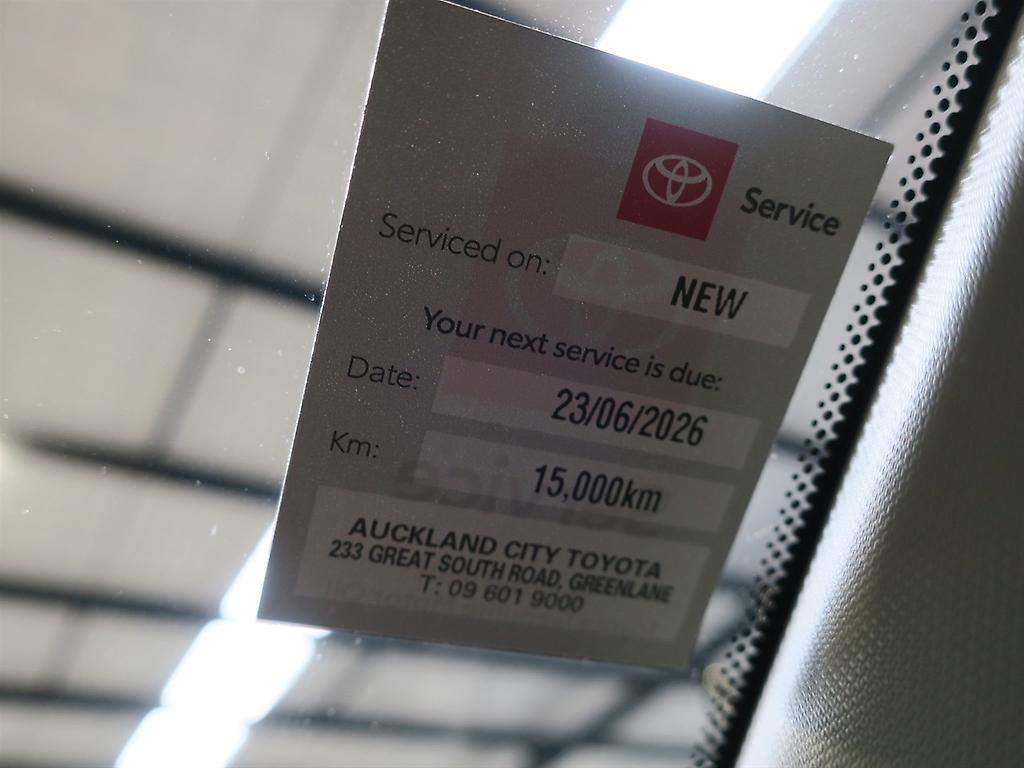 Service
Serviced on: NEW
Your next service is due:
Date: 23/06/2026
Km: 15,000km
AUCKLAND CITY TOYOTA
233 GREAT SOUTH ROAD, GREENLANE
T: 09 601 9000